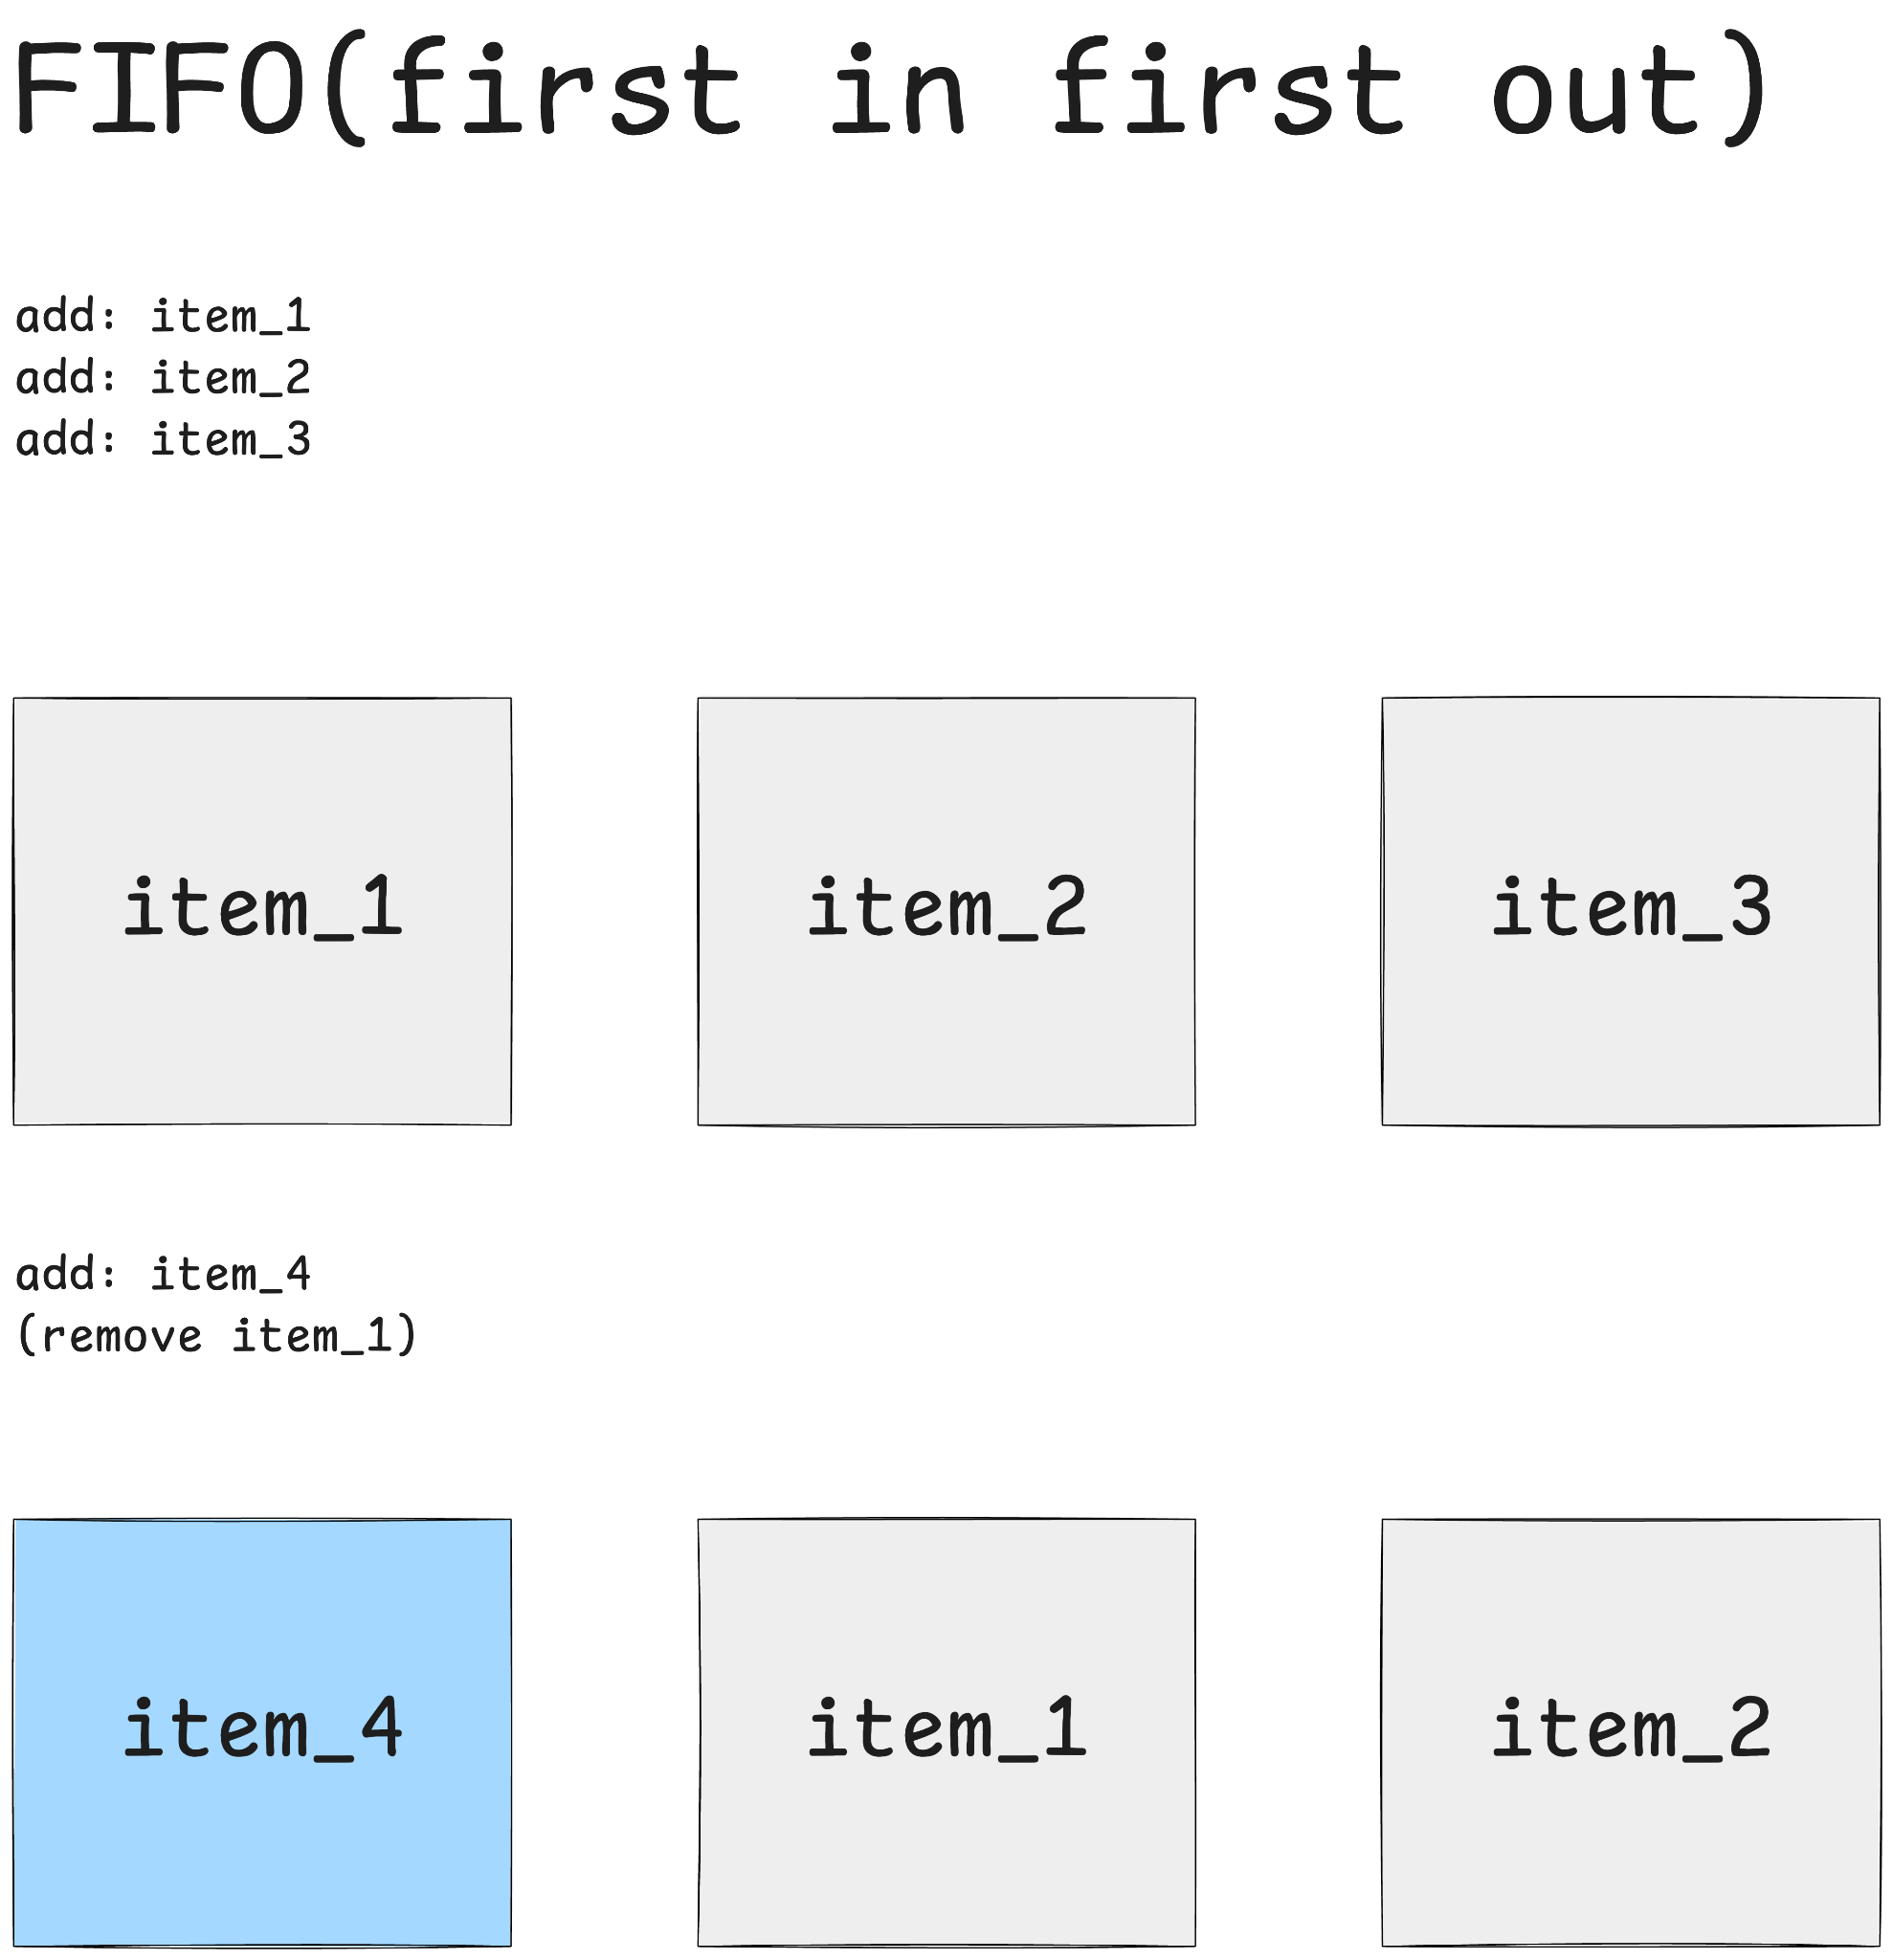 FIFO(first in first out)
add: item_1
add: item_2
add: item_3
item_1
item_2
item_3
add: item_4
(remove item_1)
item_4
item_1
item_2